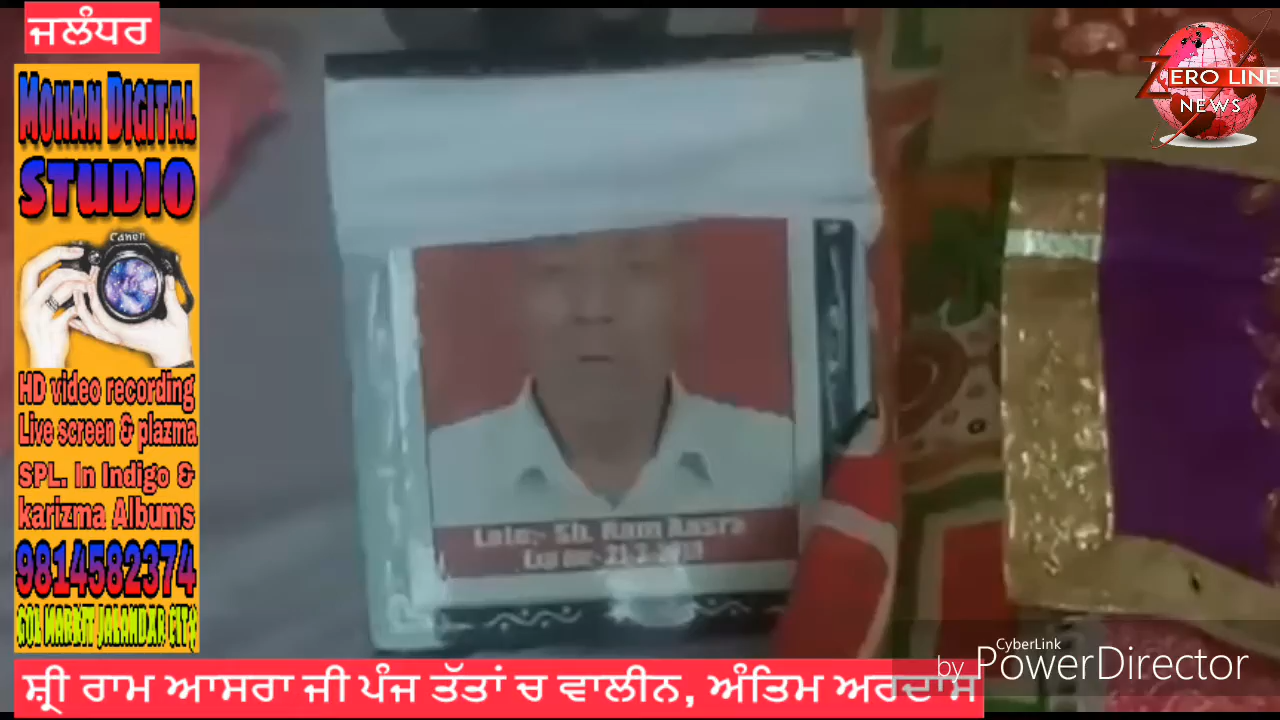 ਜਲੰਧਰ
ZERO LINE
NEWS
MOHAN DIGITAL
STUDIO
Canon
HD video recording
Live screen & plazma
SPL. In Indigo &
karizma Albums
9814582374
Late:- Sh. Ram Aasra
CyberLink
by PowerDirector
ਸ਼੍ਰੀ ਰਾਮ ਆਸਰਾ ਜੀ ਪੰਜ ਤੱਤਾਂ ਚ ਵਾਲੀਨ, ਅੰਤਿਮ ਅਰਦਾਸ